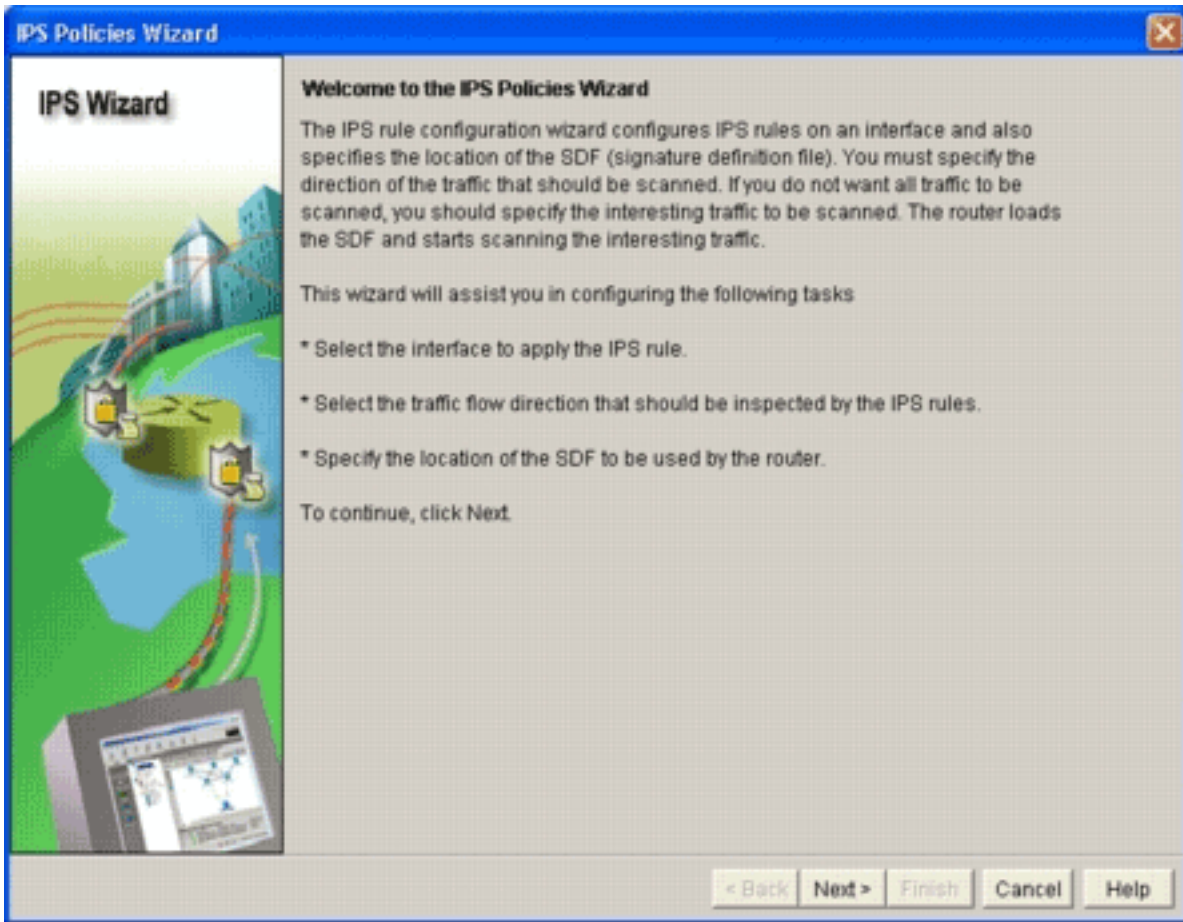 IPS Policies Wizard
IPS Wizard
Welcome to the IPS Policies Wizard
The IPS rule configuration wizard configures IPS rules on an interface and also
specifies the location of the SDF (signature definition file). You must specify the
direction of the traffic that should be scanned. If you do not want all traffic to be
scanned, you should specify the interesting traffic to be scanned. The router loads
the SDF and starts scanning the interesting traffic.
This wizard will assist you in configuring the following tasks
* Select the interface to apply the IPS rule.
* Select the traffic flow direction that should be inspected by the IPS rules.
* Specify the location of the SDF to be used by the router.
To continue, click Next.
< Back Next > Finish Cancel Help